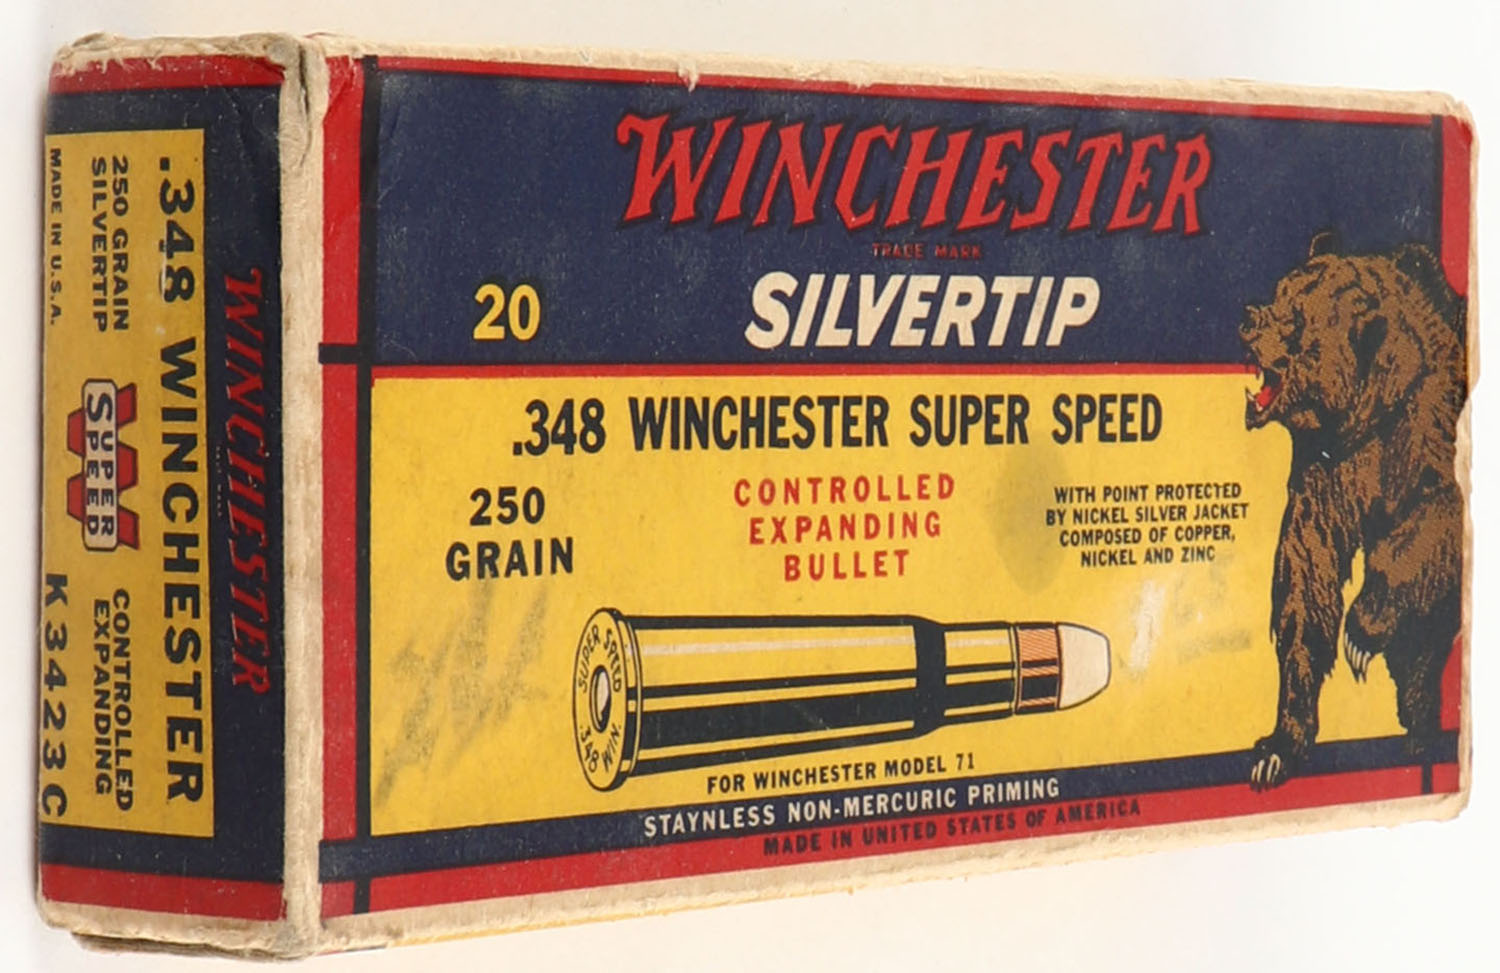 WINCHESTER
TRADE MARK
20
SILVERTIP
.348 WINCHESTER SUPER SPEED
250
GRAIN
CONTROLLED
EXPANDING
BULLET
WITH POINT PROTECTED
BY NICKEL SILVER JACKET
COMPOSED OF COPPER,
NICKEL AND ZINC
SUPER SPEED
.348 WIN.
FOR WINCHESTER MODEL 71
STAYNLESS NON-MERCURIC PRIMING
MADE IN UNITED STATES OF AMERICA
WINCHESTER
.348 WINCHESTER
250 GRAIN
SILVERTIP
W
SUPER
SPEED
CONTROLLED
EXPANDING
MADE IN U.S.A.
K3423C